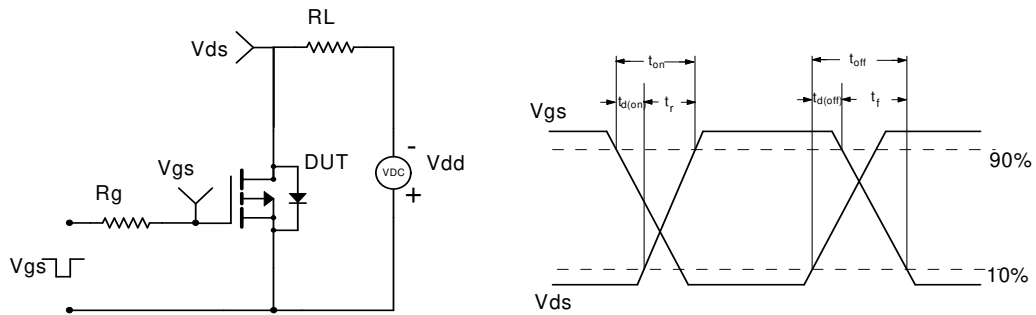 RL
Vds
Vgs
DUT
-
Vdd
VDC
+
Rg
Vgs
ton
toff
td(on)
tr
td(off)
tf
Vgs
90%
10%
Vds